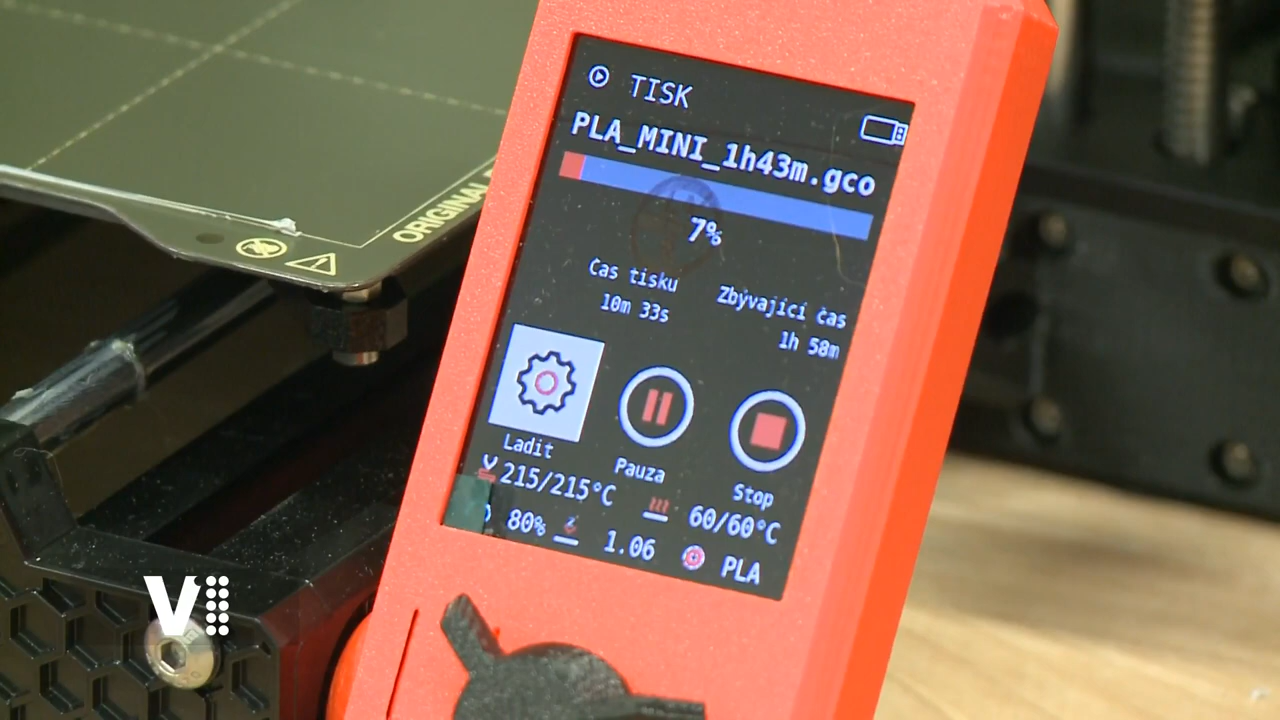 TISK
PLA_MINI_1h43m.gco
7%
Čas tisku
10m 33s
Zbývající čas
1h 58m
Ladit
Pauza
Stop
215/215°C
60/60°C
80%
1.06
PLA
ORIGINAL